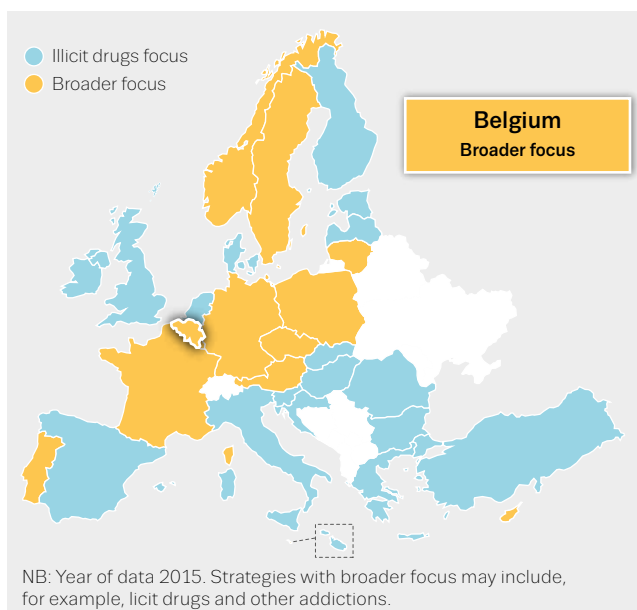 Illicit drugs focus
Broader focus
Belgium
Broader focus
NB: Year of data 2015. Strategies with broader focus may include,
for example, licit drugs and other addictions.